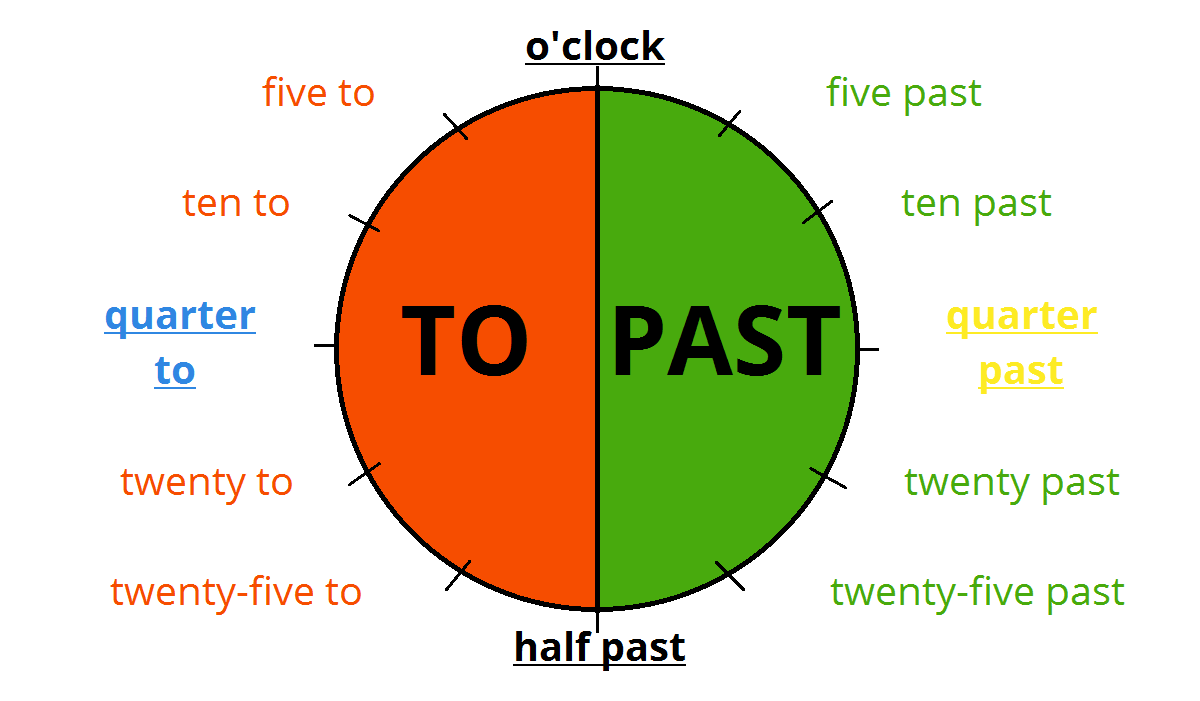 o'clock
five to
five past
ten to
ten past
quarter
to
TO
PAST
quarter
past
twenty to
twenty past
twenty-five to
twenty-five past
half past